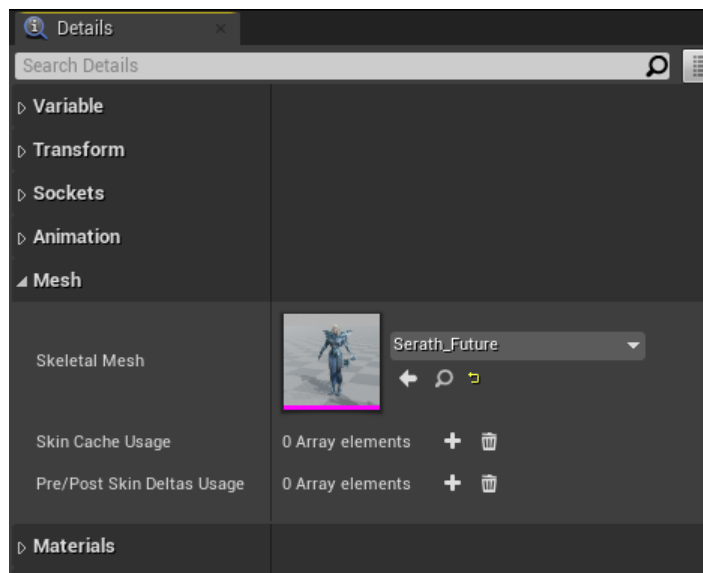 Details
Search Details
Variable
Transform
Sockets
Animation
Mesh
Skeletal Mesh
Serath_Future
Skin Cache Usage
0 Array elements
Pre/Post Skin Deltas Usage
0 Array elements
Materials